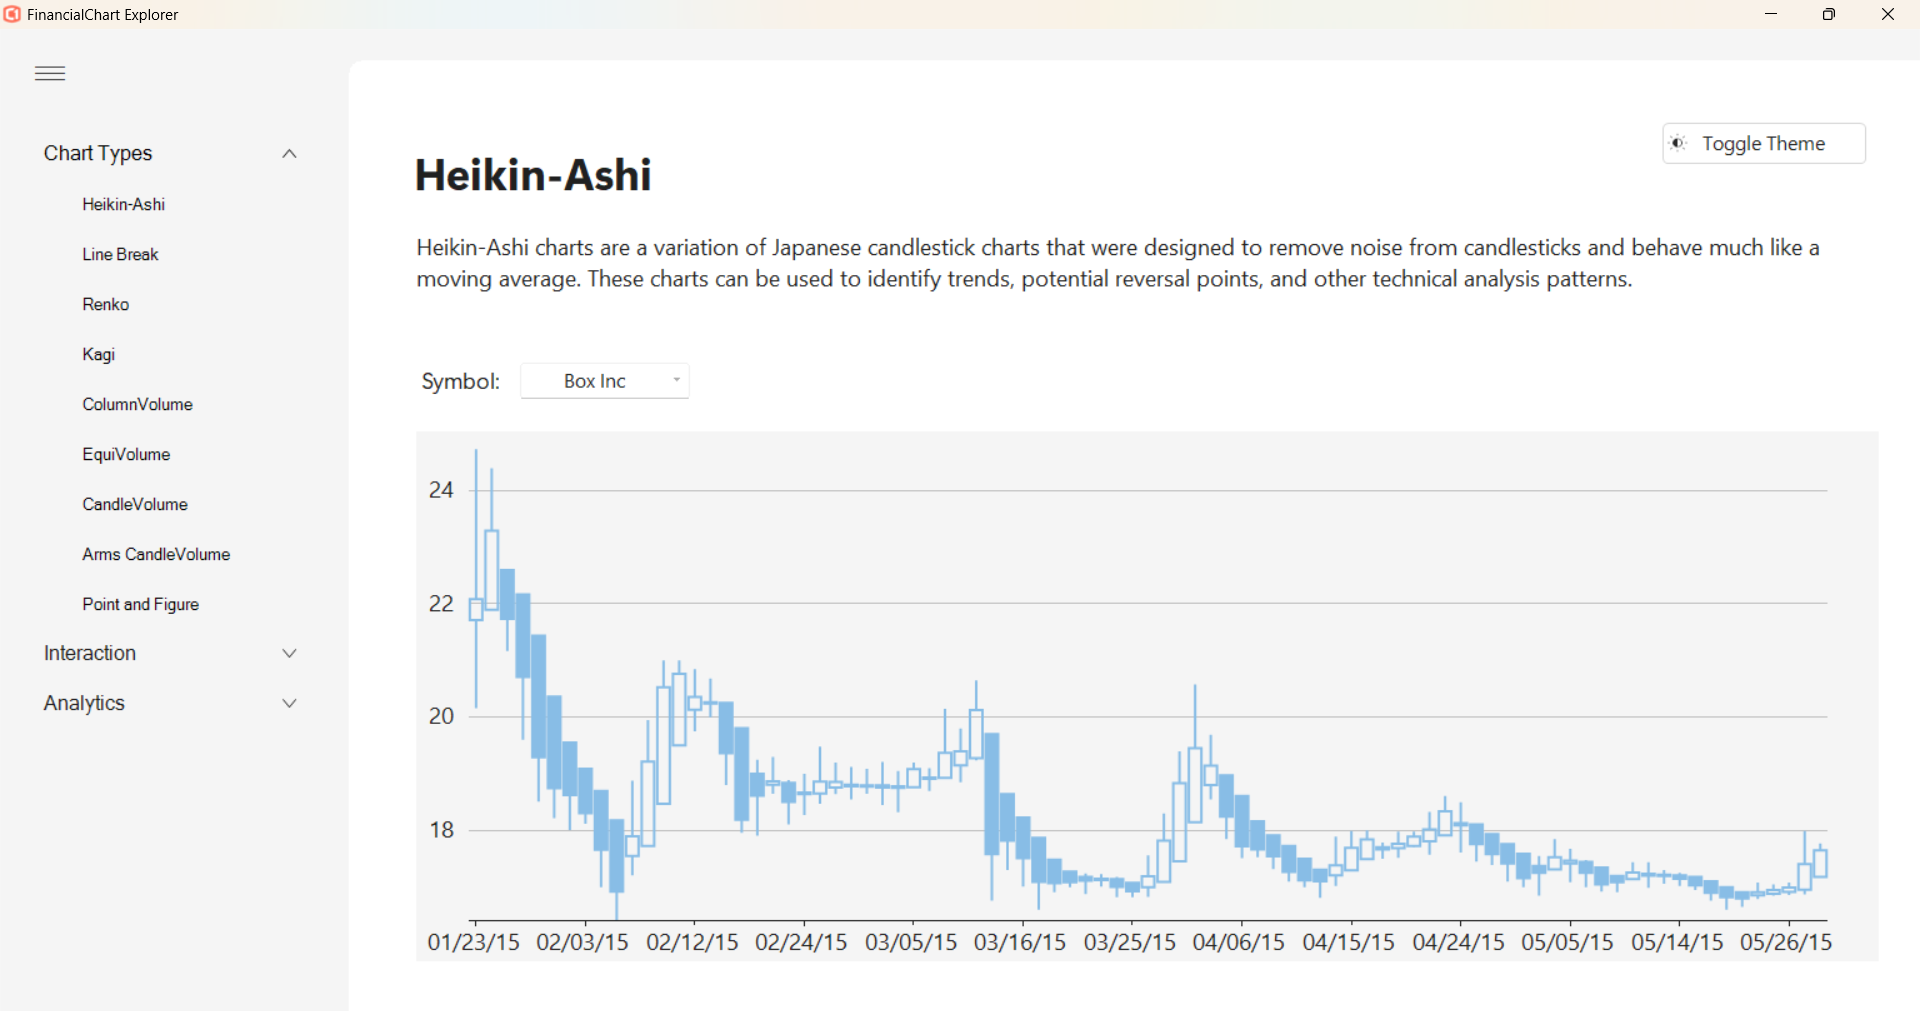 FinancialChart Explorer
Chart Types
Heikin-Ashi
Line Break
Renko
Kagi
ColumnVolume
EquiVolume
CandleVolume
Arms CandleVolume
Point and Figure
Interaction
Analytics
Toggle Theme
Heikin-Ashi
Heikin-Ashi charts are a variation of Japanese candlestick charts that were designed to remove noise from candlesticks and behave much like a
moving average. These charts can be used to identify trends, potential reversal points, and other technical analysis patterns.
Symbol: Box Inc
24
22
20
18
01/23/15 02/03/15 02/12/15 02/24/15 03/05/15 03/16/15 03/25/15 04/06/15 04/15/15 04/24/15 05/05/15 05/14/15 05/26/15